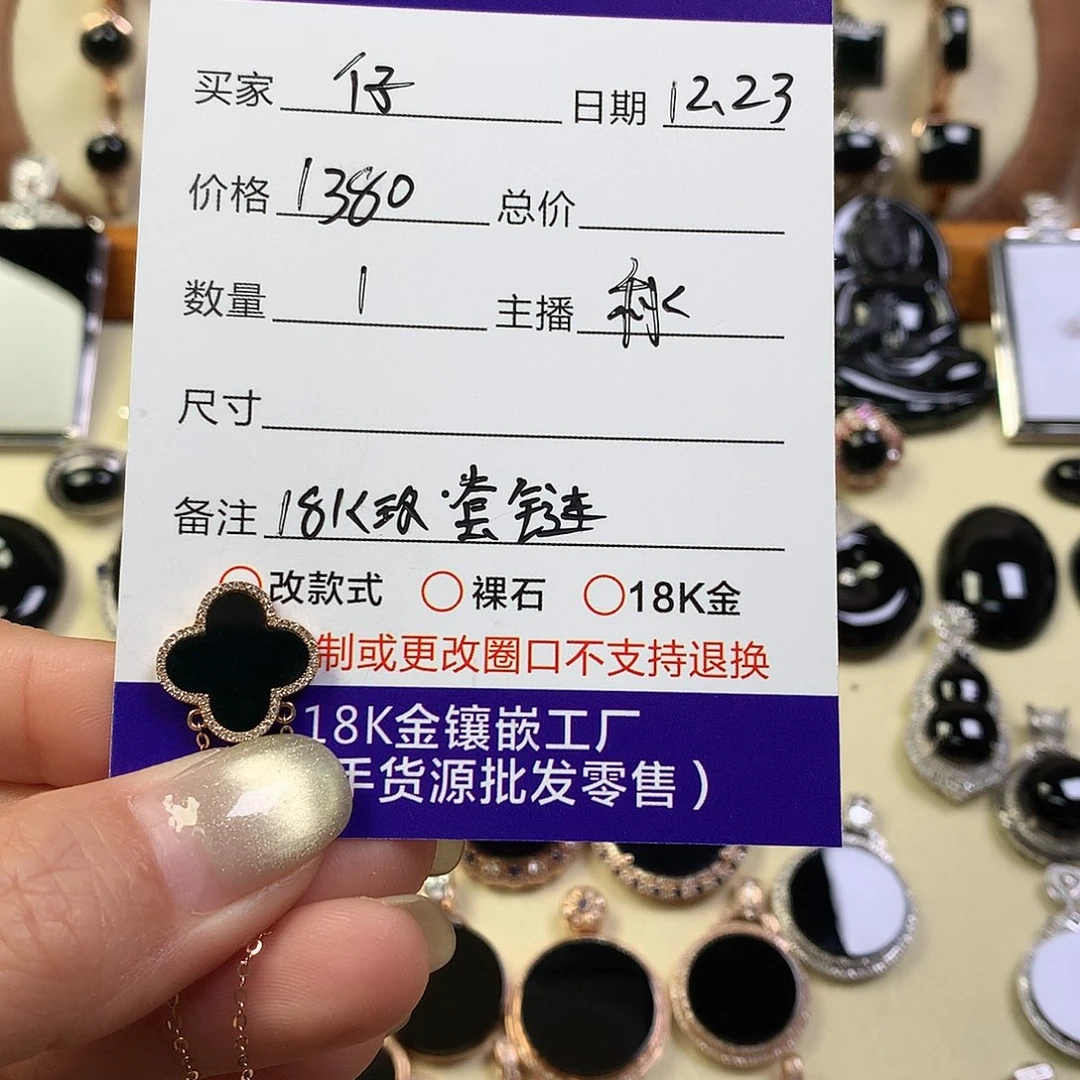 买家 仔 日期 12.23
价格 1380 总价
数量 1 主播
尺寸
备注 18K玫·套链
改款式 裸石 18K金
制或更改圈口不支持退换
18K金镶嵌工厂
手货源批发零售)